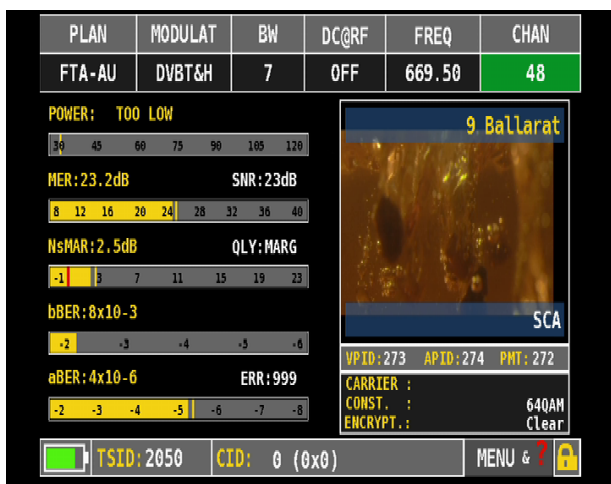 PLAN MODULAT BW DC@RF FREQ CHAN
FTA-AU DVBT&H 7 OFF 669.50 48
POWER: TOO LOW
30 45 60 75 90 105 120
MER:23.2dB SNR:23dB
8 12 16 20 24 28 32 36 40
NsMAR:2.5dB QLY:MARG
-1 3 7 11 15 19 23
bBER:8x10-3
-2 -3 -4 -5 -6
aBER:4x10-6 ERR:999
-2 -3 -4 -5 -6 -7 -8
9 Ballarat
SCA
VPID:273 APID:274 PMT:272
CARRIER :
CONST. : 64QAM
ENCRYPT.: Clear
TSID:2050 CID: 0 (0x0) MENU & ?